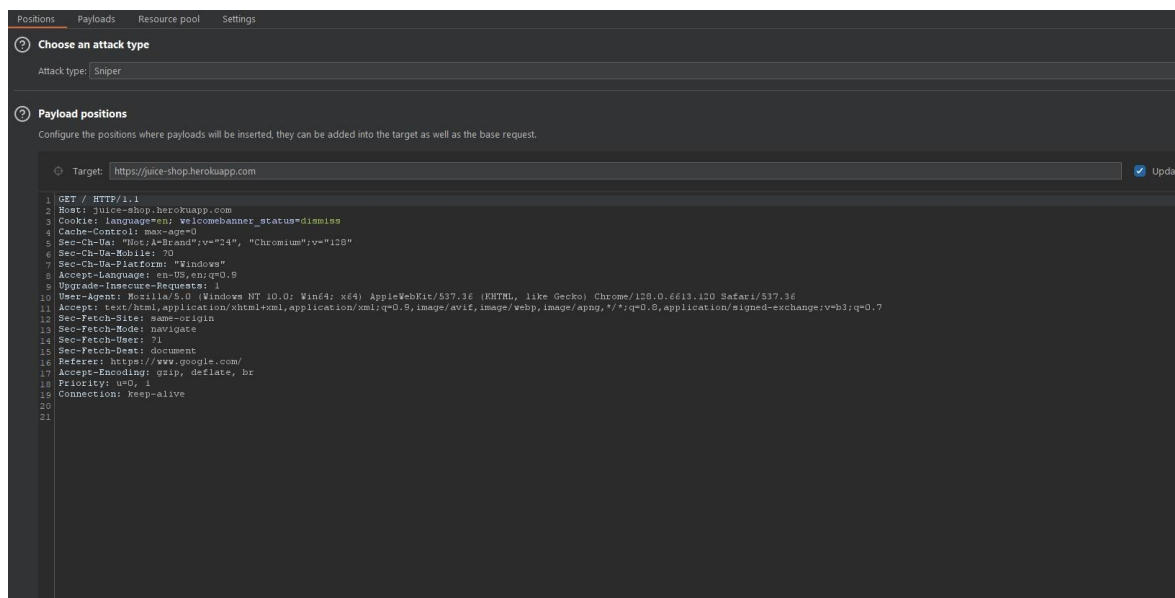 Positions Payloads Resource pool Settings
Choose an attack type
Attack type: Sniper
Payload positions
Configure the positions where payloads will be inserted, they can be added into the target as well as the base request.
Target: https://juice-shop.herokuapp.com Upda
1 GET / HTTP/1.1
2 Host: juice-shop.herokuapp.com
3 Cookie: language=en; welcomebanner_status=dismiss
4 Cache-Control: max-age=0
5 Sec-Ch-Ua: "Not;A=Brand";v="24", "Chromium";v="128"
6 Sec-Ch-Ua-Mobile: ?0
7 Sec-Ch-Ua-Platform: "Windows"
8 Accept-Language: en-US,en;q=0.9
9 Upgrade-Insecure-Requests: 1
10 User-Agent: Mozilla/5.0 (Windows NT 10.0; Win64; x64) AppleWebKit/537.36 (KHTML, like Gecko) Chrome/128.0.6613.120 Safari/537.36
11 Accept: text/html,application/xhtml+xml,application/xml;q=0.9,image/avif,image/webp,image/apng,*/*;q=0.8,application/signed-exchange;v=b3;q=0.7
12 Sec-Fetch-Site: same-origin
13 Sec-Fetch-Mode: navigate
14 Sec-Fetch-User: ?1
15 Sec-Fetch-Dest: document
16 Referer: https://www.google.com/
17 Accept-Encoding: gzip, deflate, br
18 Priority: u=0, i
19 Connection: keep-alive
20
21